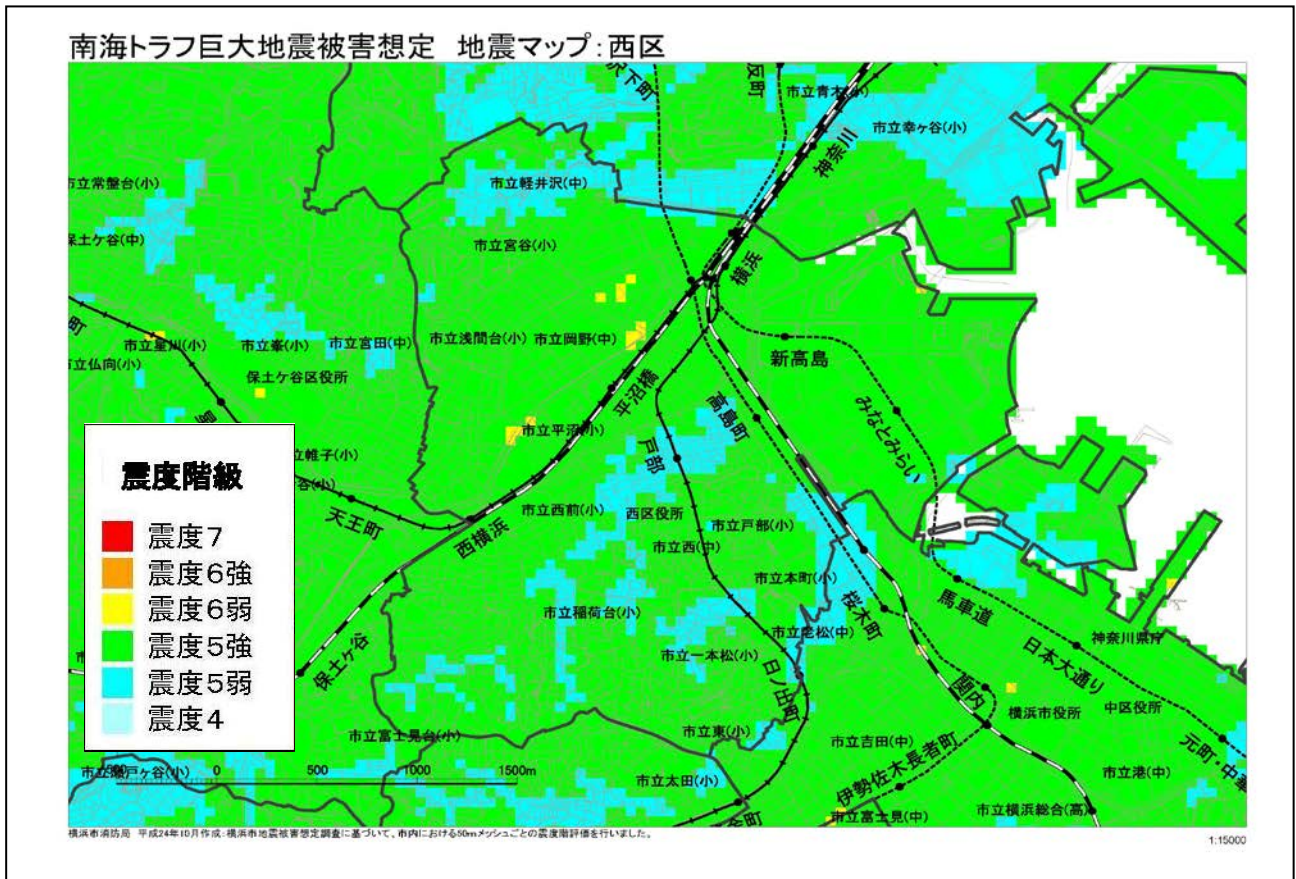 南海トラフ巨大地震被害想定　地震マップ：西区
沢下町
反町
市立青木(小)
市立幸ヶ谷(小)
神奈川
市立常盤台(小)
市立軽井沢(中)
保土ケ谷(中)
市立宮谷(小)
横浜
市立星川(小)
市立峯(小)
市立宮田(中)
市立浅間台(小)
市立岡野(中)
新高島
市立仏向(小)
保土ケ谷区役所
平沼橋
高島町
みなとみらい
市立平沼(小)
戸部
震度階級
震度7
震度6強
震度6弱
震度5強
震度5弱
震度4
立帷子(小)
谷(小)
天王町
西横浜
市立西前(小)
西区役所
市立戸部(小)
市立西(中)
市立本町(小)
桜木町
馬車道
市立稲荷台(小)
市立老松(中)
神奈川県庁
日本大通り
保土ヶ谷
市立一本松(小)
日ノ出町
関内
横浜市役所
中区役所
市立富士見台(小)
市立東(小)
市立吉田(中)
元町・中華
市立瀬戸ヶ谷(小)
500
0
500
1000
1500m
市立太田(小)
伊勢佐木長者町
市立港(中)
市立富士見(中)
市立横浜総合(高)
横浜市消防局　平成24年10月作成：横浜市地震被害想定調査に基づいて、市内における50mメッシュごとの震度階評価を行いました。
1:15000